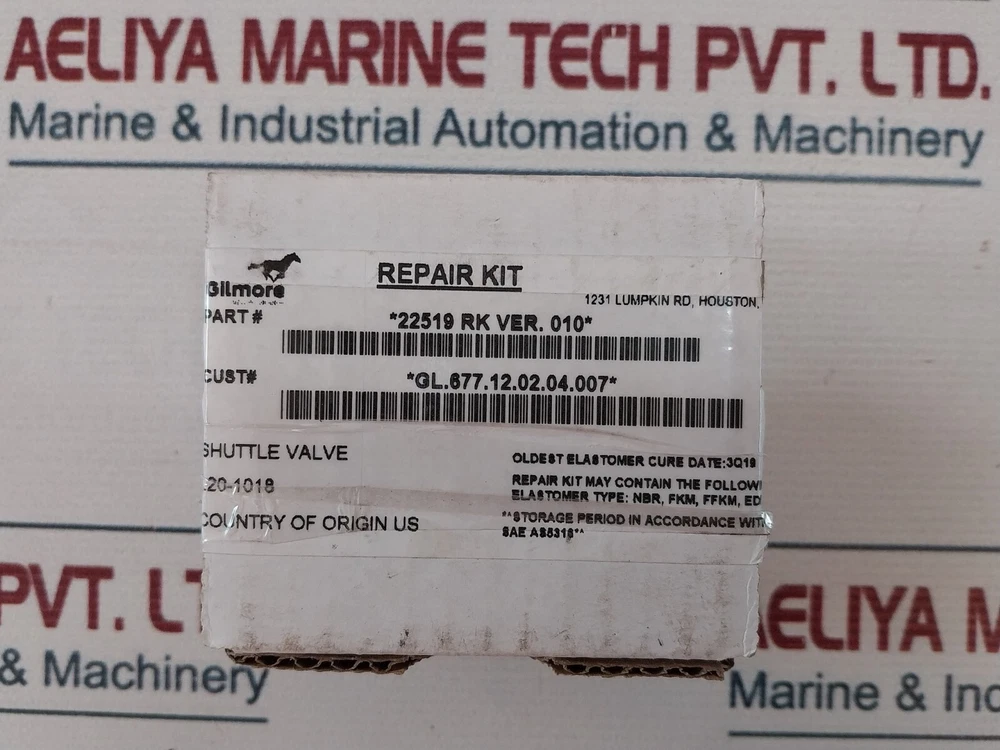 AELIYA MARINE TECH PVT. LTD.
Marine & Industrial Automation & Machinery
Gilmore
REPAIR KIT
1231 LUMPKIN RD, HOUSTON,
PART # *22519 RK VER. 010*
CUST# *GL.677.12.02.04.007*
SHUTTLE VALVE
OLDEST ELASTOMER CURE DATE:3Q19
20-1018
REPAIR KIT MAY CONTAIN THE FOLLOWI
ELASTOMER TYPE: NBR, FKM, FFKM, ED
COUNTRY OF ORIGIN US
**STORAGE PERIOD IN ACCORDANCE WITH
SAE AS5316**
PVT. LT
AELIYA M
& Machinery
Marine & Ind